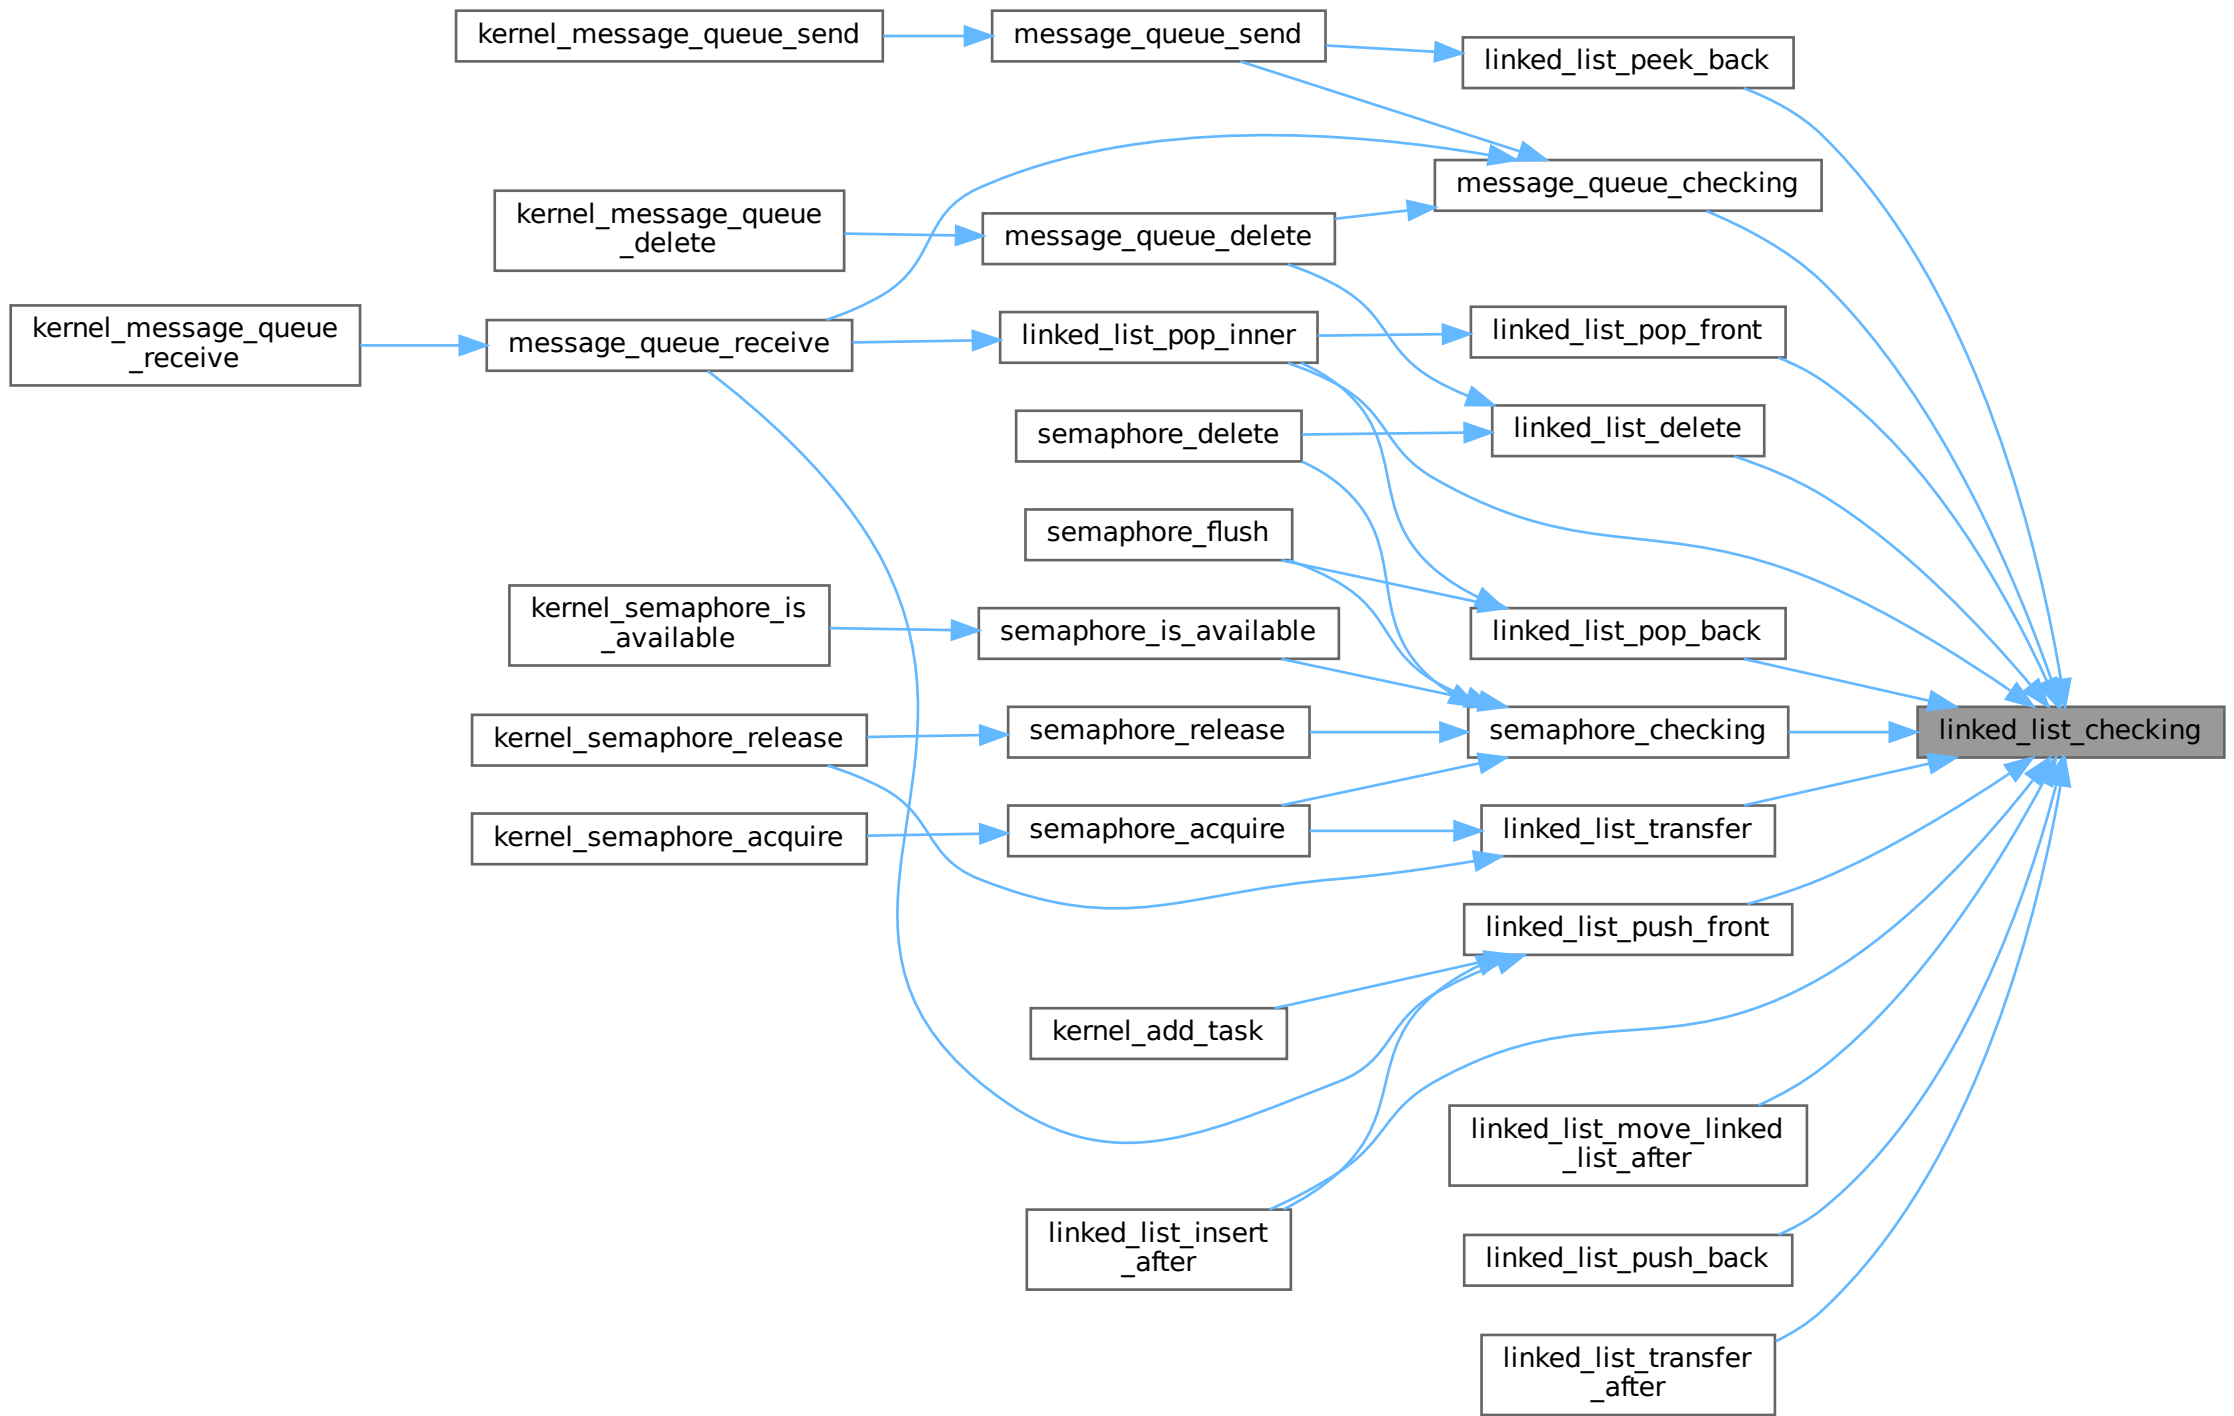 kernel_message_queue_send
message_queue_send
linked_list_peek_back
message_queue_checking
kernel_message_queue
_delete
message_queue_delete
kernel_message_queue
_receive
message_queue_receive
linked_list_pop_inner
linked_list_pop_front
semaphore_delete
linked_list_delete
semaphore_flush
kernel_semaphore_is
_available
semaphore_is_available
linked_list_pop_back
kernel_semaphore_release
semaphore_release
semaphore_checking
linked_list_checking
kernel_semaphore_acquire
semaphore_acquire
linked_list_transfer
linked_list_push_front
kernel_add_task
linked_list_move_linked
_list_after
linked_list_insert
_after
linked_list_push_back
linked_list_transfer
_after